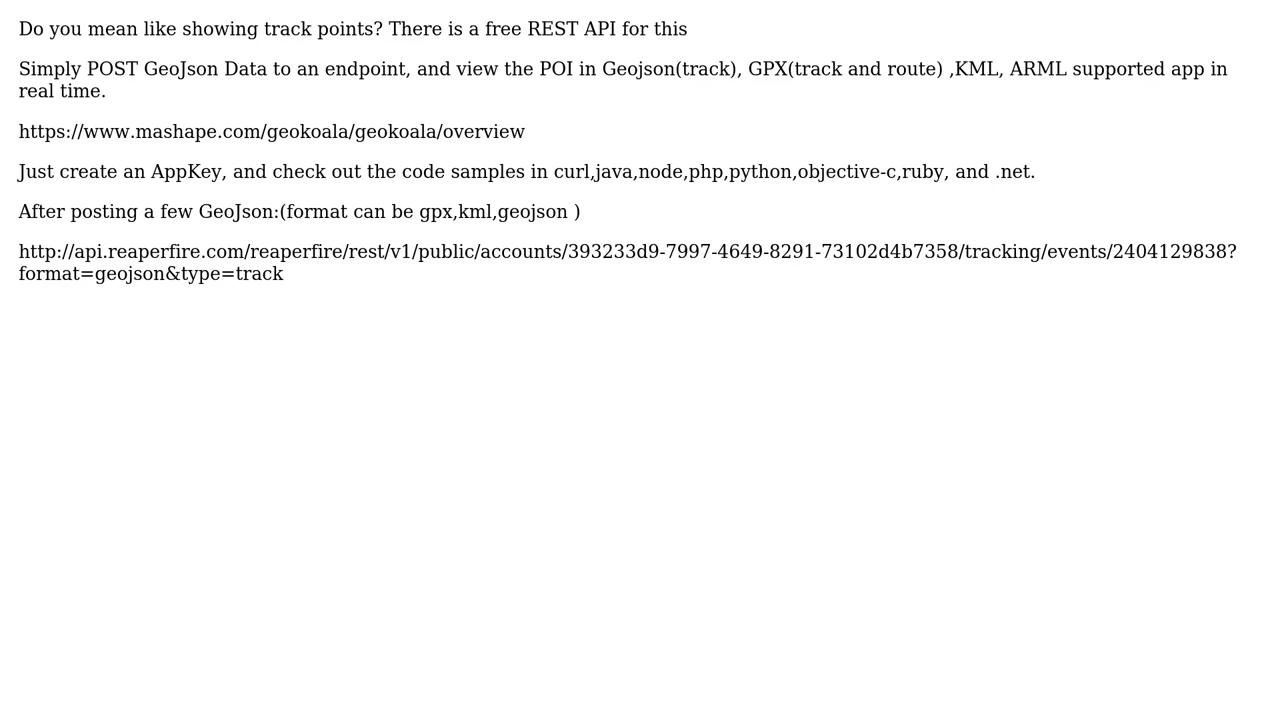 Do you mean like showing track points? There is a free REST API for this
Simply POST GeoJson Data to an endpoint, and view the POI in Geojson(track), GPX(track and route) ,KML, ARML supported app in
real time.
https://www.mashape.com/geokoala/geokoala/overview
Just create an AppKey, and check out the code samples in curl,java,node,php,python,objective-c,ruby, and .net.
After posting a few GeoJson:(format can be gpx,kml,geojson )
http://api.reaperfire.com/reaperfire/rest/v1/public/accounts/393233d9-7997-4649-8291-73102d4b7358/tracking/events/2404129838?
format=geojson&type=track